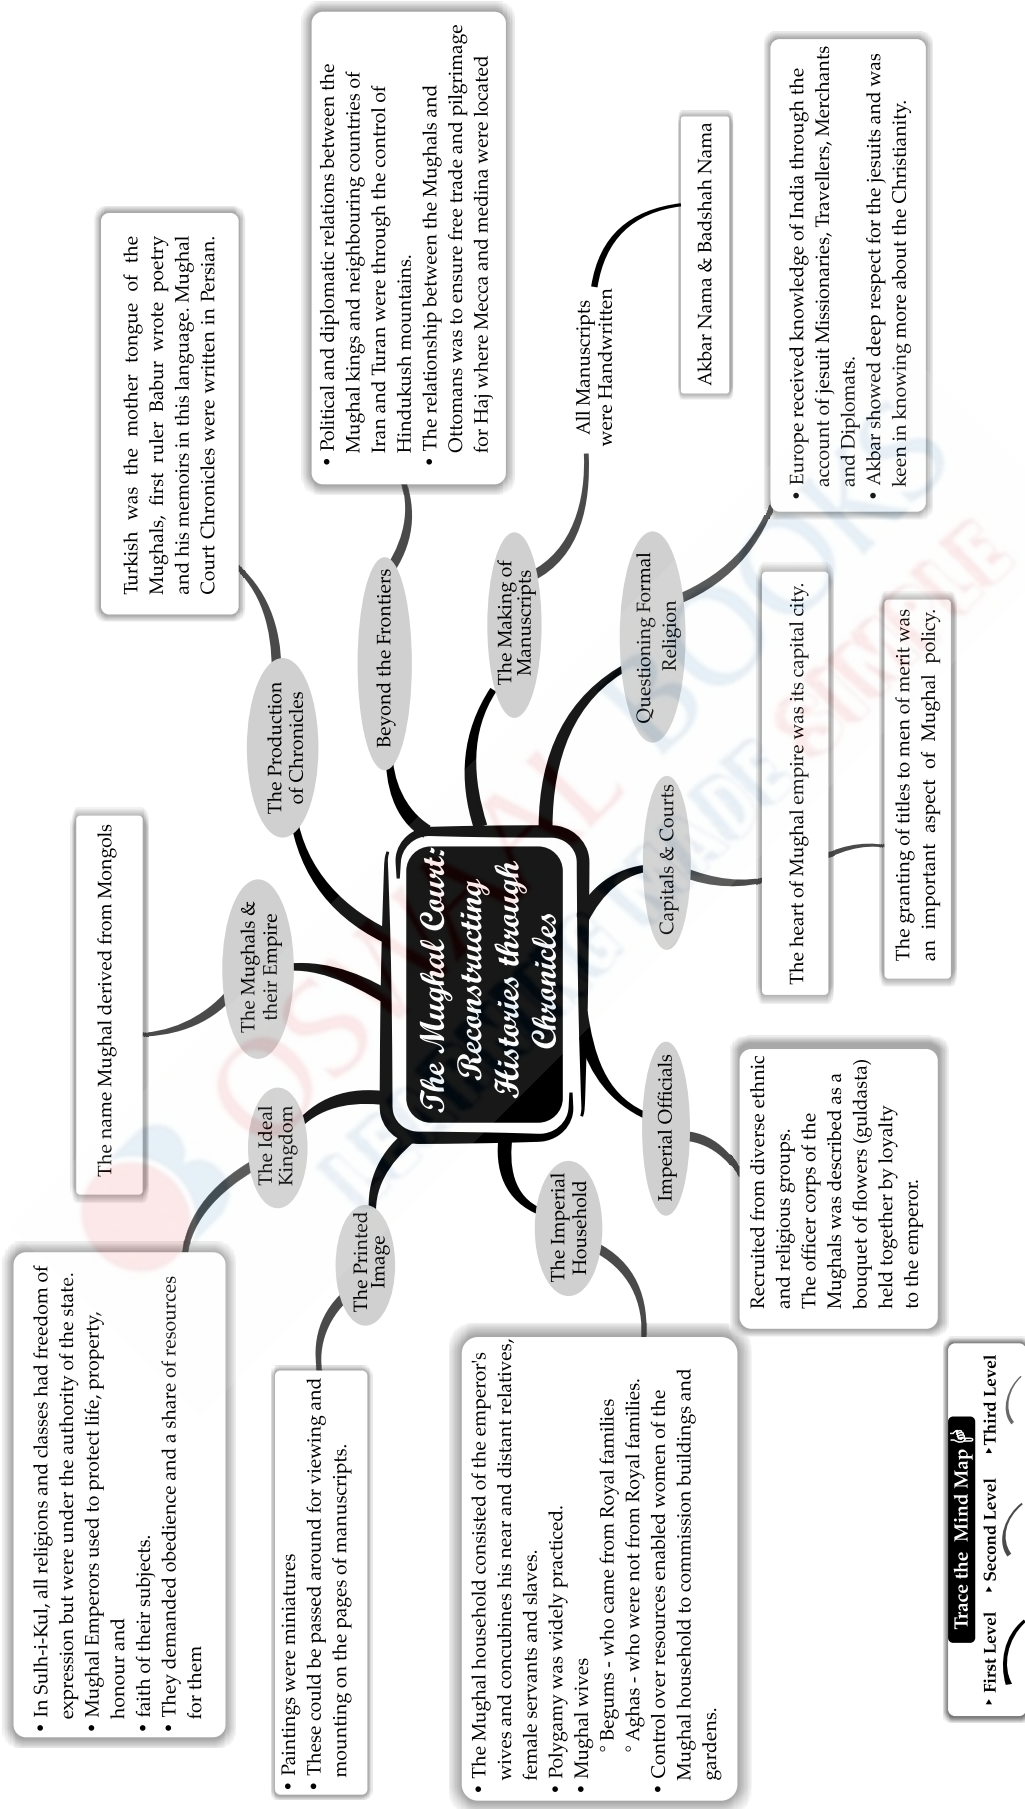 The Mughal Court:
Reconstructing
Histories through
Chronicles
The Ideal
Kingdom
• In Sulh-i-Kul, all religions and classes had freedom of
expression but were under the authority of the state.
• Mughal Emperors used to protect life, property,
honour and
• faith of their subjects.
• They demanded obedience and a share of resources
for them
The Mughals &
their Empire
The name Mughal derived from Mongols
The Production
of Chronicles
Turkish was the mother tongue of the
Mughals, first ruler Babur wrote poetry
and his memoirs in this language. Mughal
Court Chronicles were written in Persian.
Beyond the Frontiers
• Political and diplomatic relations between the
Mughal kings and neighbouring countries of
Iran and Turan were through the control of
Hindukush mountains.
• The relationship between the Mughals and
Ottomans was to ensure free trade and pilgrimage
for Haj where Mecca and medina were located
The Making of
Manuscripts
All Manuscripts
were Handwritten
Akbar Nama & Badshah Nama
Questioning Formal
Religion
• Europe received knowledge of India through the
account of jesuit Missionaries, Travellers, Merchants
and Diplomats.
• Akbar showed deep respect for the jesuits and was
keen in knowing more about the Christianity.
Capitals & Courts
The heart of Mughal empire was its capital city.
The granting of titles to men of merit was
an important aspect of Mughal policy.
Imperial Officials
Recruited from diverse ethnic
and religious groups.
The officer corps of the
Mughals was described as a
bouquet of flowers (guldasta)
held together by loyalty
to the emperor.
The Imperial
Household
• The Mughal household consisted of the emperor's
wives and concubines his near and distant relatives,
female servants and slaves.
• Polygamy was widely practiced.
• Mughal wives
° Begums - who came from Royal families
° Aghas - who were not from Royal families.
• Control over resources enabled women of the
Mughal household to commission buildings and
gardens.
The Printed
Image
• Paintings were miniatures
• These could be passed around for viewing and
mounting on the pages of manuscripts.
Trace the Mind Map
‣ First Level ‣ Second Level ‣ Third Level
OSWAAL BOOKS
LEARNING MADE SIMPLE